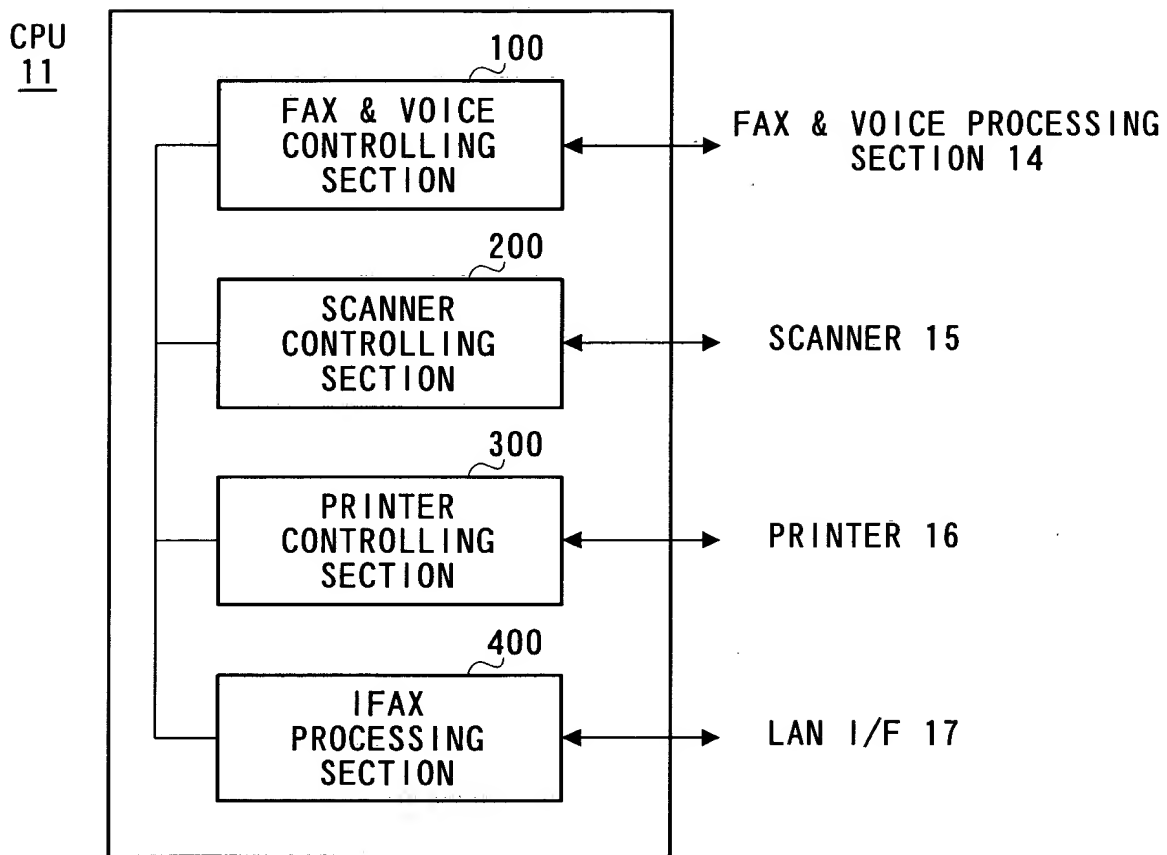 CPU
11
100
FAX & VOICE
CONTROLLING
SECTION
FAX & VOICE PROCESSING
SECTION 14
200
SCANNER
CONTROLLING
SECTION
SCANNER 15
300
PRINTER
CONTROLLING
SECTION
PRINTER 16
400
IFAX
PROCESSING
SECTION
LAN I/F 17